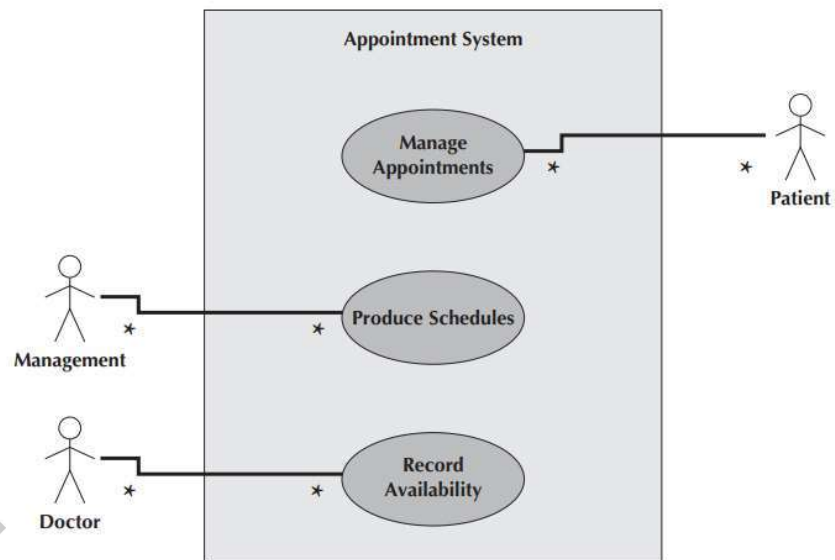 Appointment System
Manage
Appointments
*
*
Patient
Produce Schedules
*
*
Management
Record
Availability
*
*
Doctor